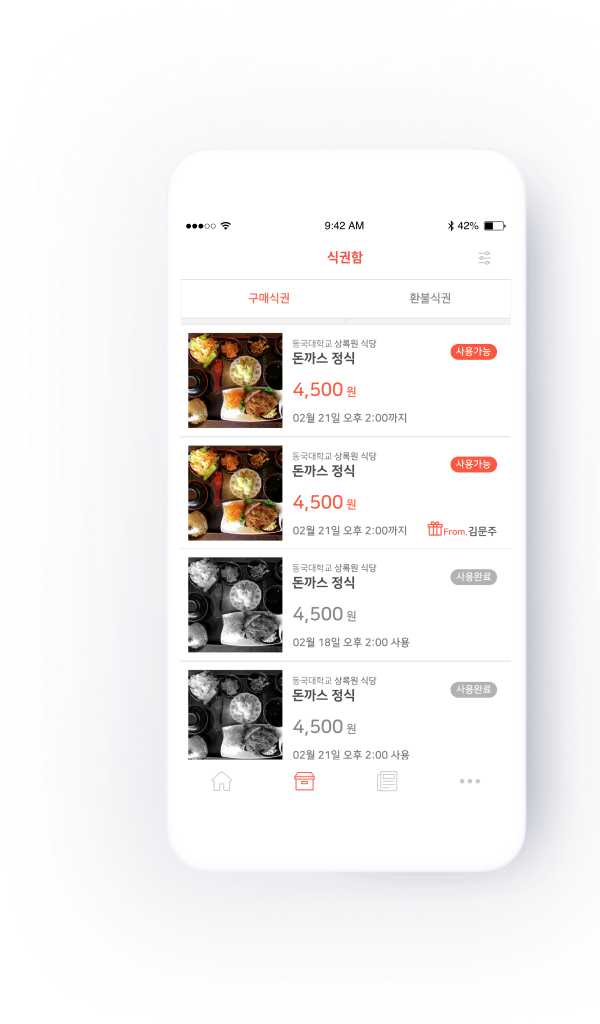 9:42 AM 42%
식권함
구매식권 환불식권
동국대학교 상록원 식당
돈까스 정식
사용가능
4,500 원
02월 21일 오후 2:00까지
동국대학교 상록원 식당
돈까스 정식
사용가능
4,500 원
02월 21일 오후 2:00까지 From.김문주
동국대학교 상록원 식당
돈까스 정식
사용완료
4,500 원
02월 18일 오후 2:00 사용
동국대학교 상록원 식당
돈까스 정식
사용완료
4,500 원
02월 21일 오후 2:00 사용